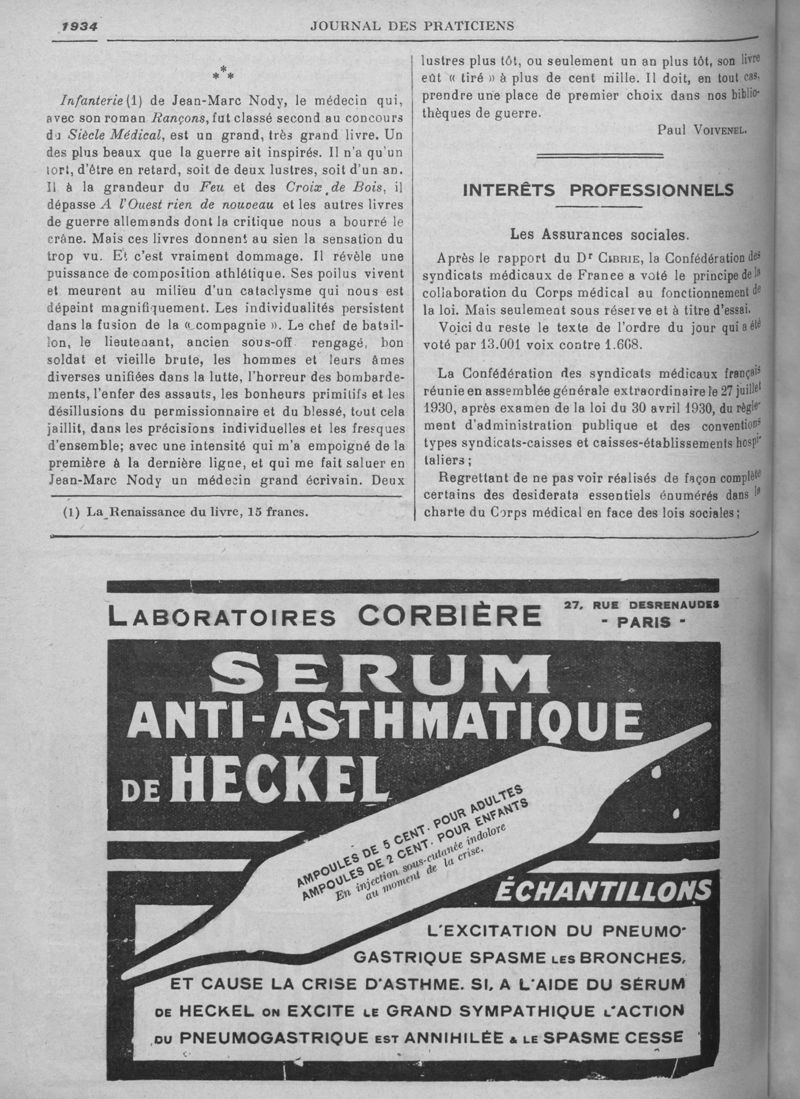 1934
JOURNAL DES PRATICIENS
*
* *
Infanterie (1) de Jean-Marc Nody, le médecin qui,
avec son roman Rançons, fut classé second au concours
du Siècle Médical, est un grand, très grand livre. Un
des plus beaux que la guerre ait inspirés. Il n'a qu'un
tort, d'être en retard, soit de deux lustres, soit d'un an.
Il à la grandeur du Feu et des Croix de Bois, il
dépasse A l'Ouest rien de nouveau et les autres livres
de guerre allemands dont la critique nous a bourré le
crâne. Mais ces livres donnent au sien la sensation du
trop vu. Et c'est vraiment dommage. Il révèle une
puissance de composition athlétique. Ses poilus vivent
et meurent au milieu d'un cataclysme qui nous est
dépeint magnifiquement. Les individualités persistent
dans la fusion de la « compagnie ». Le chef de batail-
lon, le lieutenant, ancien sous-off rengagé, bon
soldat et vieille brute, les hommes et leurs âmes
diverses unifiées dans la lutte, l'horreur des bombarde-
ments, l'enfer des assauts, les bonheurs primitifs et les
désillusions du permissionnaire et du blessé, tout cela
jaillit, dans les précisions individuelles et les fresques
d'ensemble; avec une intensité qui m'a empoigné de la
première à la dernière ligne, et qui me fait saluer en
Jean-Marc Nody un médecin grand écrivain. Deux
(1) La Renaissance du livre, 15 francs.
lustres plus tôt, ou seulement un an plus tôt, son livre
eût « tiré » à plus de cent mille. Il doit, en tout cas,
prendre une place de premier choix dans nos biblio-
thèques de guerre.
Paul VOIVENEL.
INTERÊTS PROFESSIONNELS
Les Assurances sociales.
Après le rapport du Dr CIBRIE, la Confédération des
syndicats médicaux de France a voté le principe de la
collaboration du Corps médical au fonctionnement de
la loi. Mais seulement sous réserve et à titre d'essai.
Voici du reste le texte de l'ordre du jour qui a été
voté par 13.001 voix contre 1.668.
La Confédération des syndicats médicaux français
réunie en assemblée générale extraordinaire le 27 juillet
1930, après examen de la loi du 30 avril 1930, du règle-
ment d'administration publique et des conventions
types syndicats-caisses et caisses-établissements hospi-
taliers ;
Regrettant de ne pas voir réalisés de façon complète
certains des desiderata essentiels énumérés dans la
charte du Corps médical en face des lois sociales ;
LABORATOIRES CORBIÈRE
27, RUE DESRENAUDES
- PARIS -
SERUM
ANTI-ASTHMATIQUE
DE HECKEL
AMPOULES DE 5 CENT. POUR ADULTES
AMPOULES DE 2 CENT. POUR ENFANTS
En injection sous-cutanée indolore
au moment de la crise.
ÉCHANTILLONS
L'EXCITATION DU PNEUMO-
GASTRIQUE SPASME LES BRONCHES,
ET CAUSE LA CRISE D'ASTHME. SI, A L'AIDE DU SÉRUM
DE HECKEL ON EXCITE LE GRAND SYMPATHIQUE L'ACTION
DU PNEUMOGASTRIQUE EST ANNIHILÉE & LE SPASME CESSE